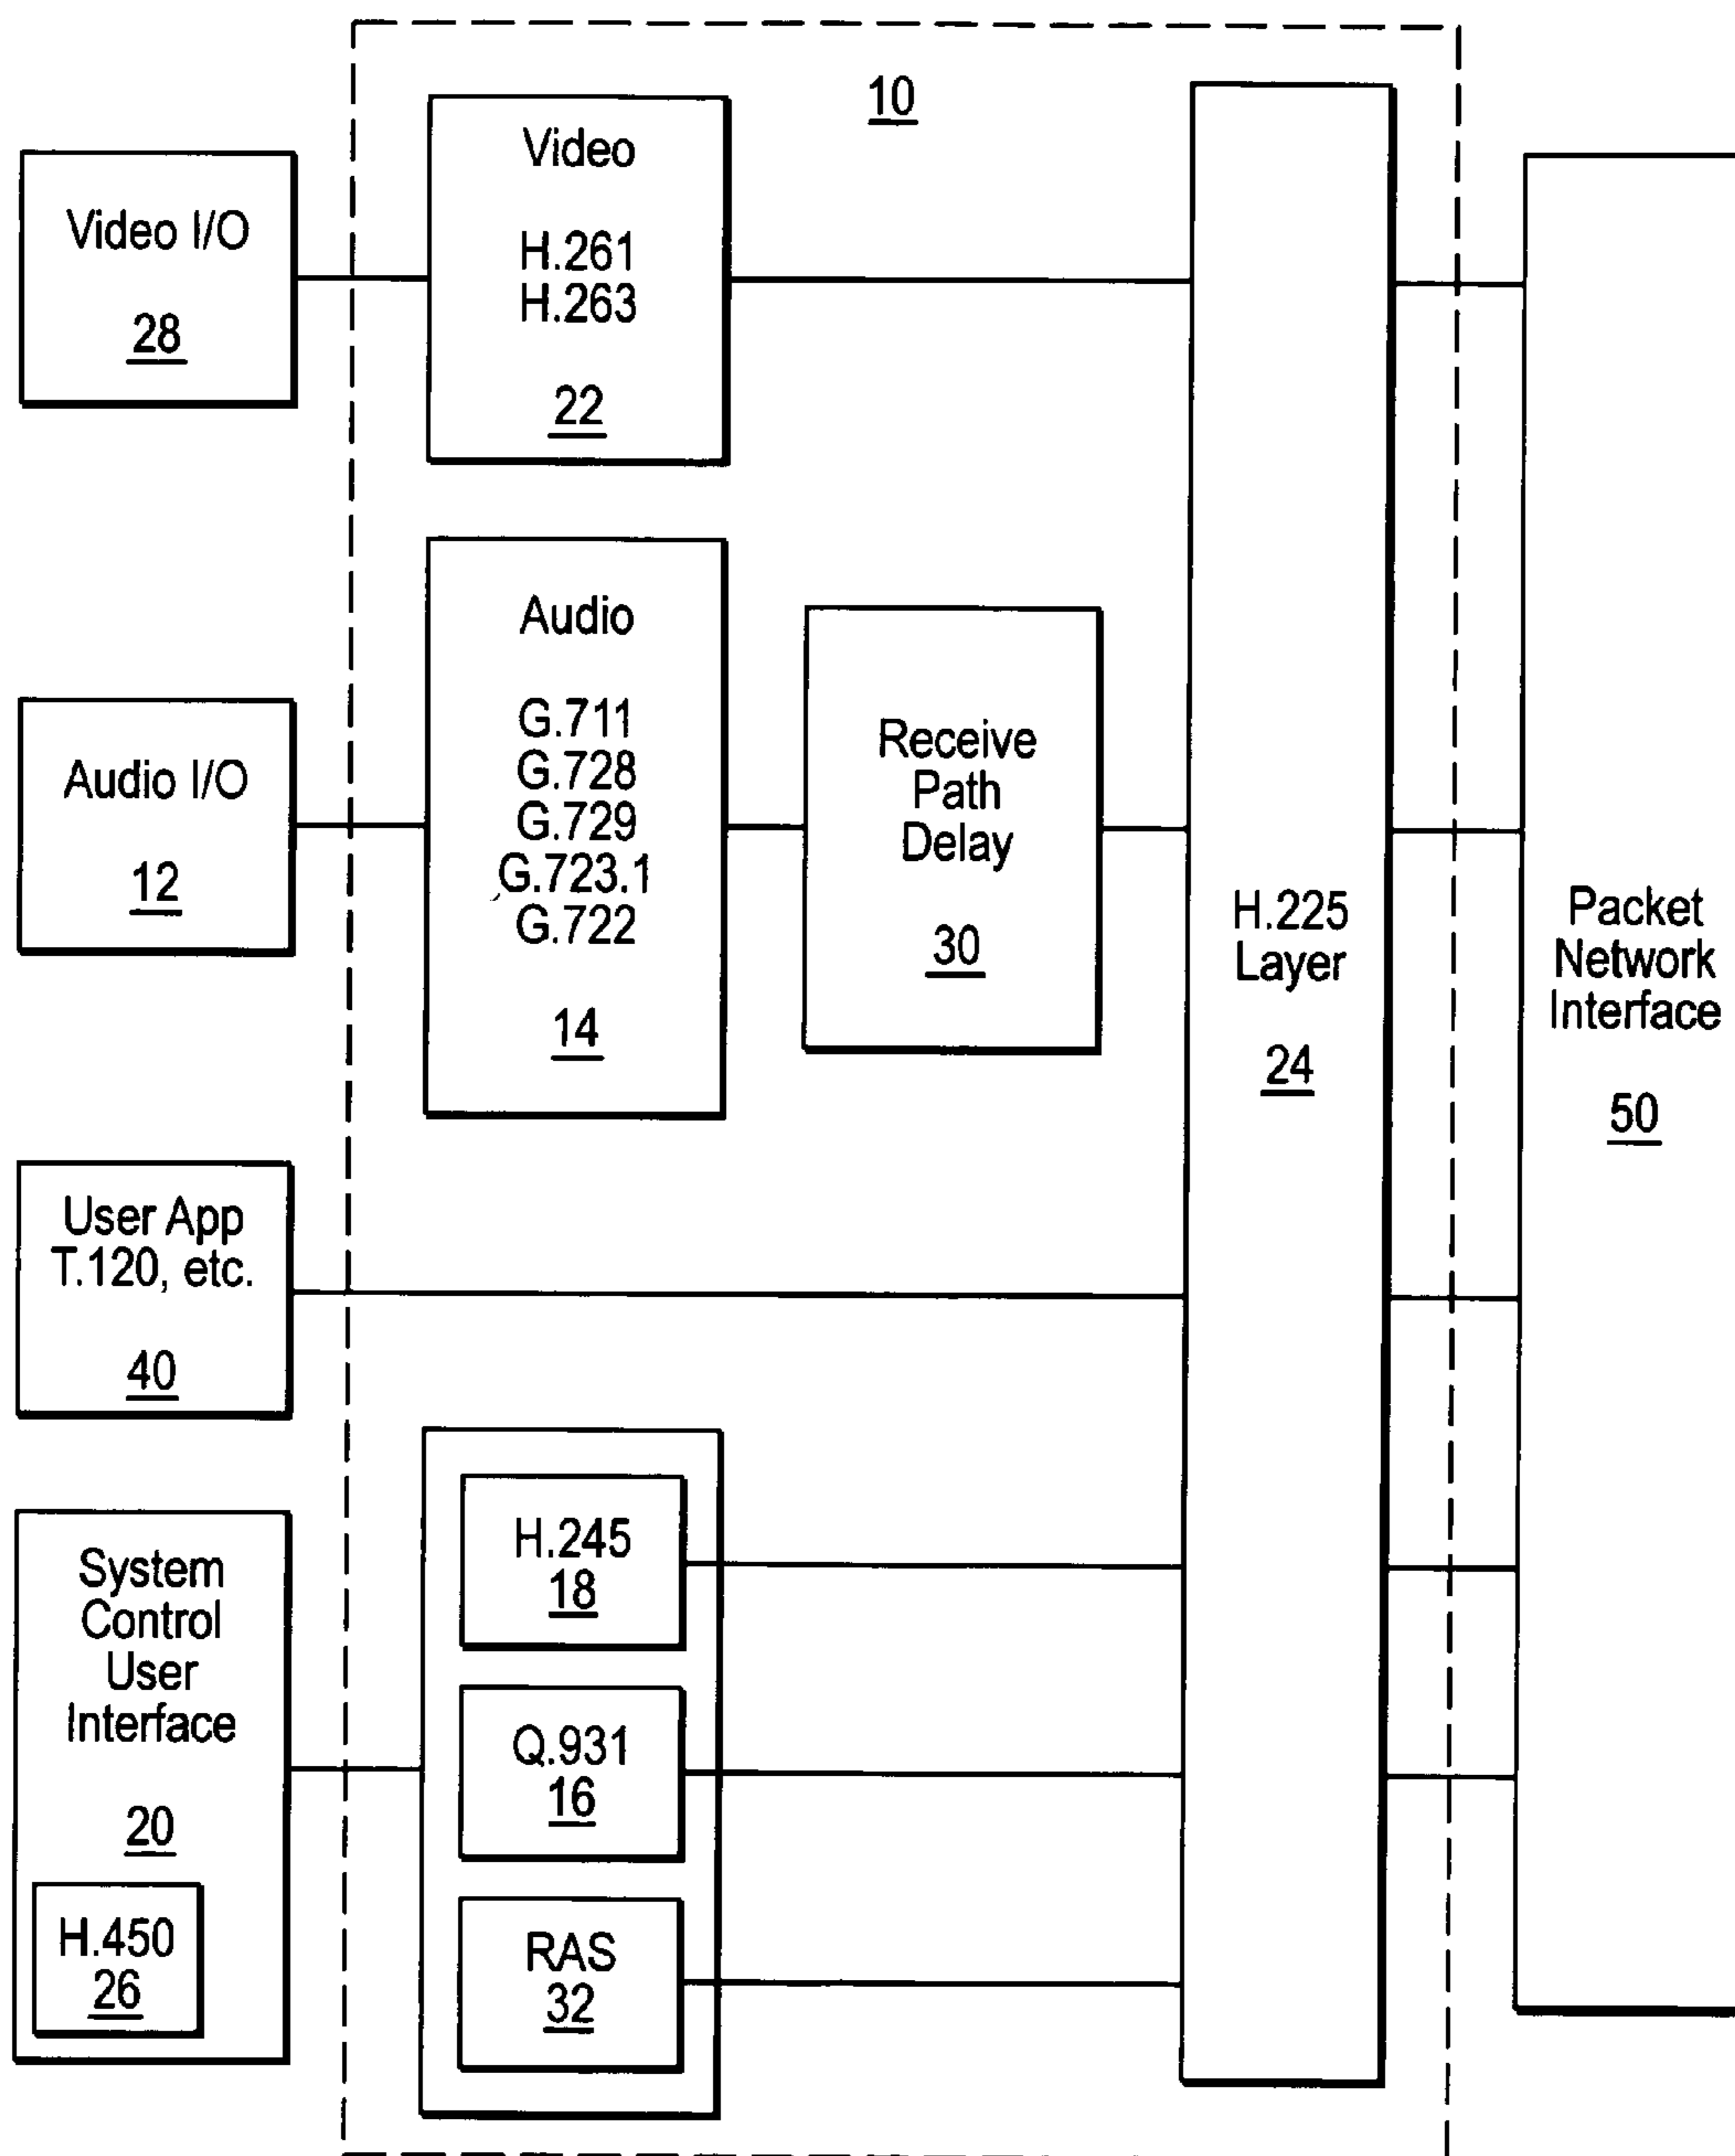 10
Video I/O
28
Video
H.261
H.263
22
Audio I/O
12
Audio
G.711
G.728
G.729
G.723.1
G.722
14
Receive
Path
Delay
30
H.225
Layer
24
Packet
Network
Interface
50
User App
T.120, etc.
40
System
Control
User
Interface
20
H.450
26
H.245
18
Q.931
16
RAS
32